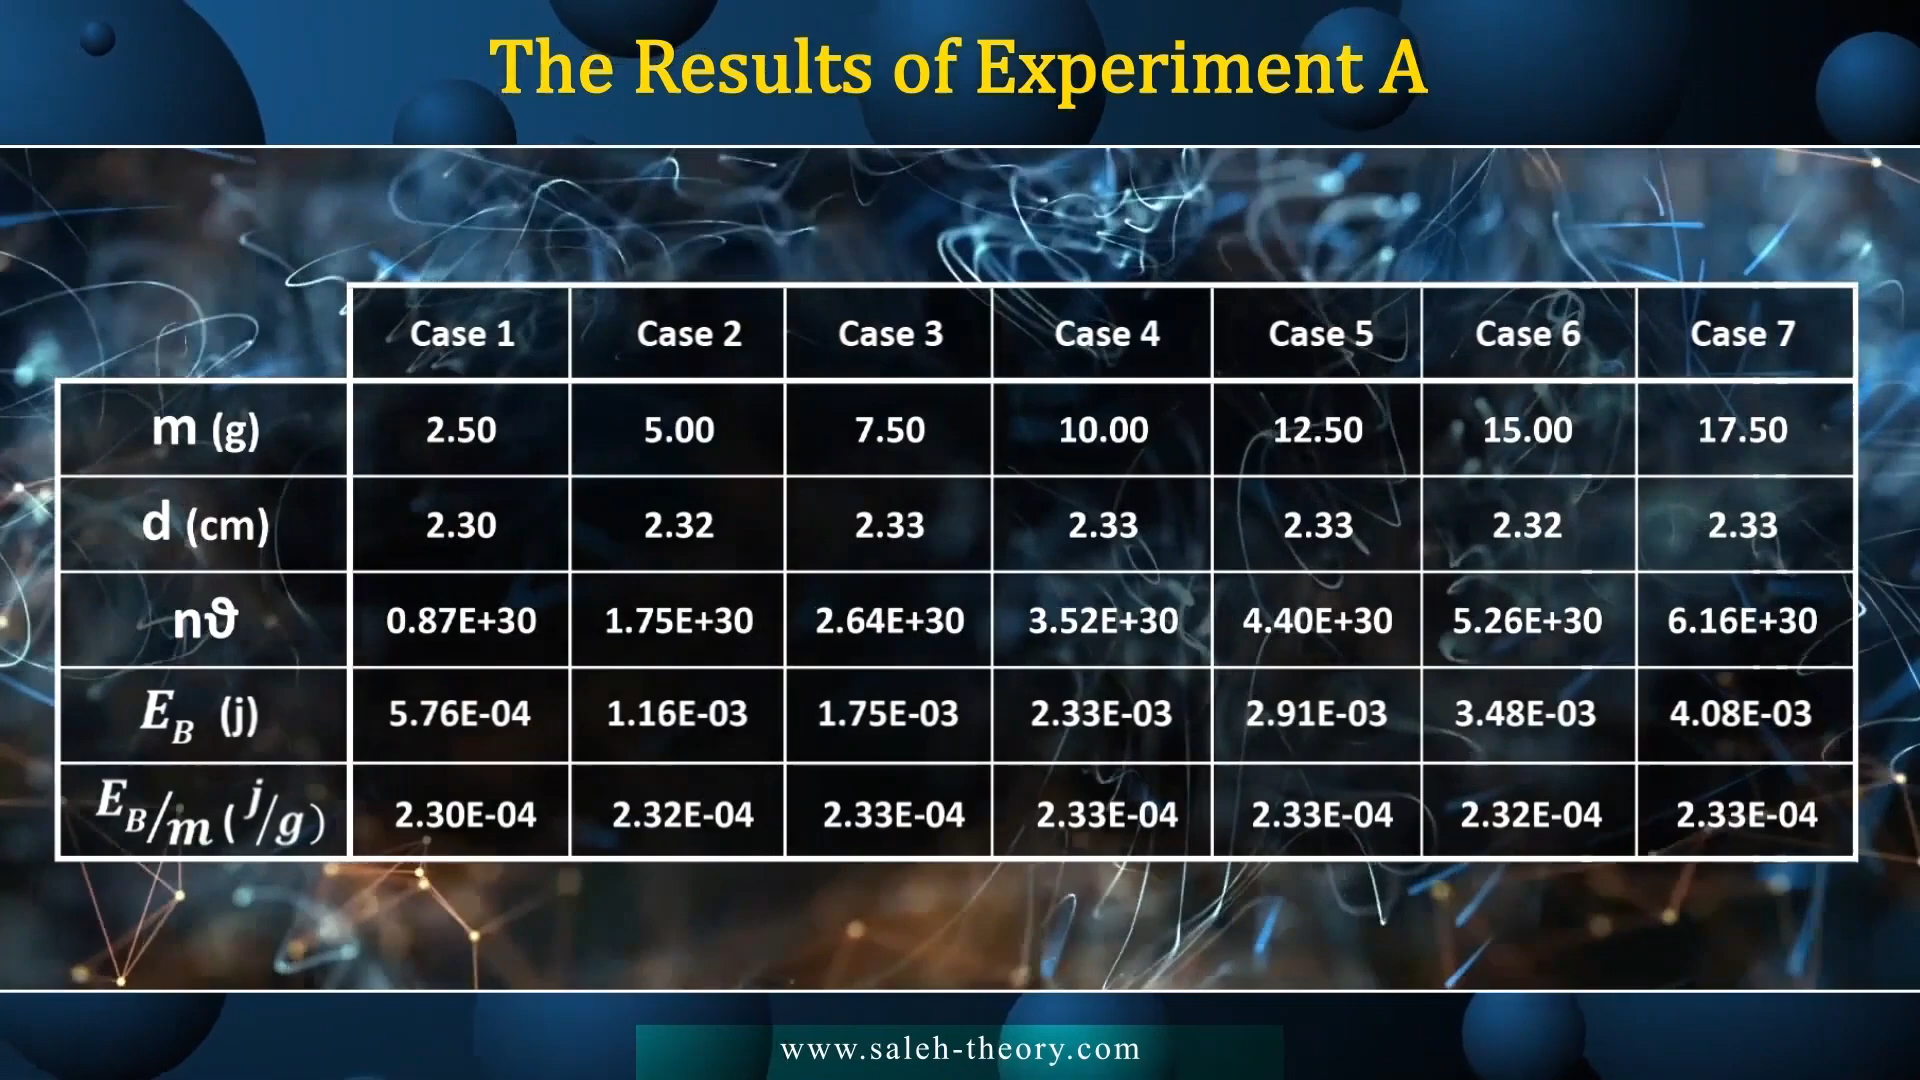 The Results of Experiment A
Case 1 Case 2 Case 3 Case 4 Case 5 Case 6 Case 7
m (g) 2.50 5.00 7.50 10.00 12.50 15.00 17.50
d (cm) 2.30 2.32 2.33 2.33 2.33 2.32 2.33
nϑ 0.87E+30 1.75E+30 2.64E+30 3.52E+30 4.40E+30 5.26E+30 6.16E+30
E_B (j) 5.76E-04 1.16E-03 1.75E-03 2.33E-03 2.91E-03 3.48E-03 4.08E-03
E_B/m (j/g) 2.30E-04 2.32E-04 2.33E-04 2.33E-04 2.33E-04 2.32E-04 2.33E-04
www.saleh-theory.com